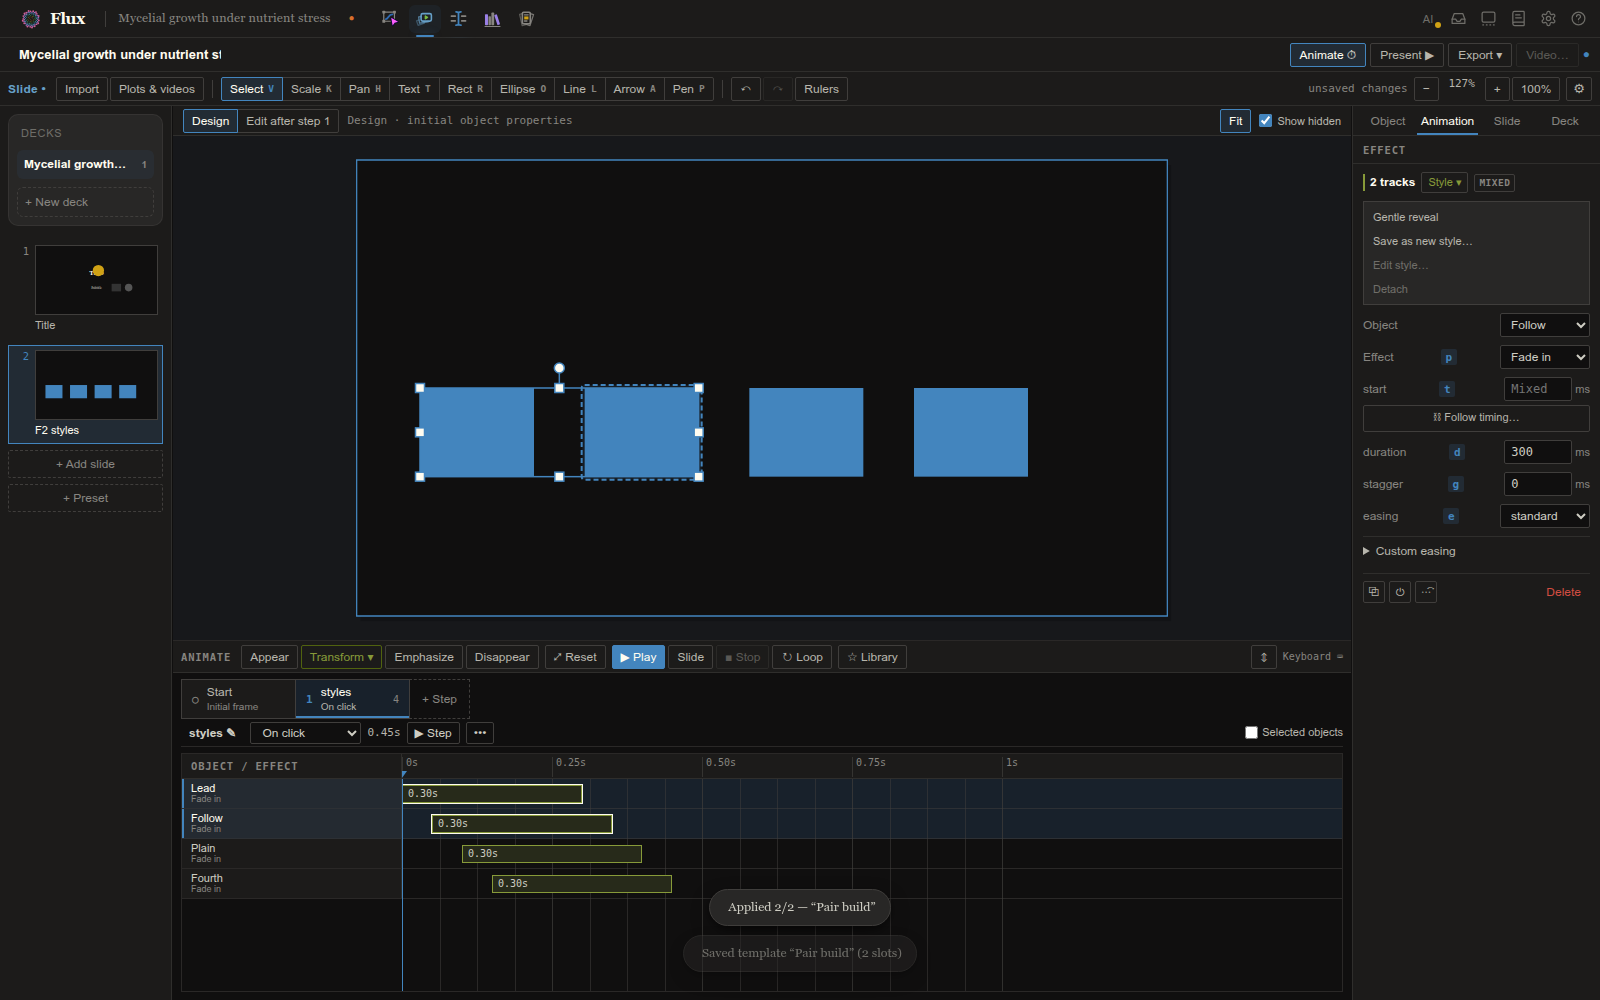 Flux
Mycelial growth under nutrient stress
AI
Mycelial growth under nutrient st
Animate ⏱
Present ▶
Export ▾
Video…
Slide •
Import
Plots & videos
Select V
Scale K
Pan H
Text T
Rect R
Ellipse O
Line L
Arrow A
Pen P
Rulers
unsaved changes
−
127%
+
100%
DECKS
Mycelial growth… 1
+ New deck
1
Title
2
F2 styles
+ Add slide
+ Preset
Design
Edit after step 1
Design · initial object properties
Fit
Show hidden
Object
Animation
Slide
Deck
EFFECT
2 tracks
Style ▾
MIXED
Gentle reveal
Save as new style…
Edit style…
Detach
Object
Follow
Effect p
Fade in
start t
Mixed ms
Follow timing…
duration d
300 ms
stagger g
0 ms
easing e
standard
▶ Custom easing
Delete
ANIMATE
Appear
Transform ▾
Emphasize
Disappear
⤢ Reset
▶ Play
Slide
■ Stop
↻ Loop
☆ Library
Keyboard
Start
Initial frame
1 styles 4
On click
+ Step
styles ✎
On click
0.45s
▶ Step
•••
Selected objects
OBJECT / EFFECT
0s
0.25s
0.50s
0.75s
1s
Lead
Fade in
0.30s
Follow
Fade in
0.30s
Plain
Fade in
0.30s
Fourth
Fade in
0.30s
Applied 2/2 — “Pair build”
Saved template “Pair build” (2 slots)